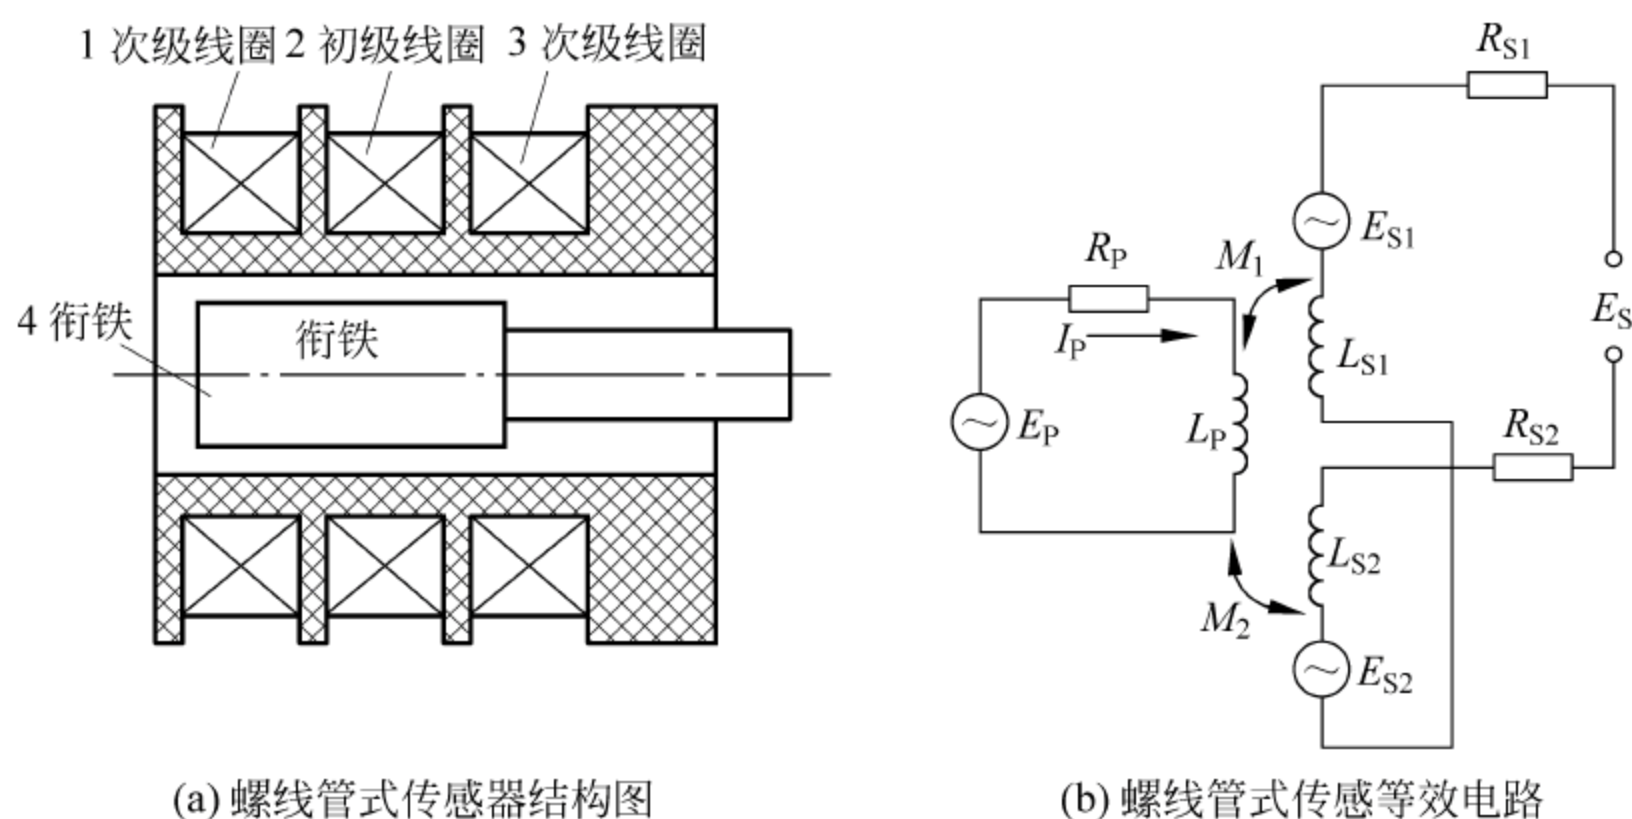 1 次级线圈 2 初级线圈 3 次级线圈
4 衔铁
衔铁
(a) 螺线管式传感器结构图
R_S1
E_S1
M_1
R_P
I_P
E_S
L_S1
E_P
L_P
R_S2
L_S2
M_2
E_S2
(b) 螺线管式传感等效电路